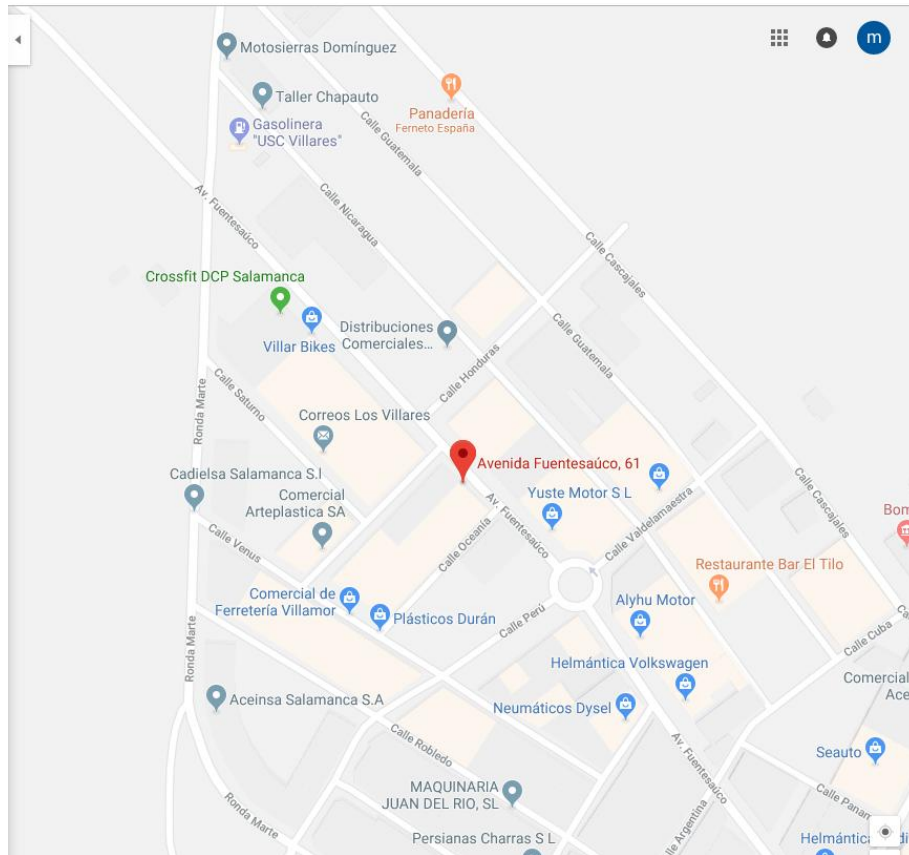 m
Motosierras Domínguez
Taller Chapauto
Panadería
Ferneto España
Gasolinera
"USC Villares"
Calle Guatemala
Av. Fuentesaúco
Calle Nicaragua
Calle Cascajales
Crossfit DCP Salamanca
Villar Bikes
Distribuciones
Comerciales...
Calle Honduras
Calle Guatemala
Ronda Marte
Calle Saturno
Correos Los Villares
Avenida Fuentesaúco, 61
Cadielsa Salamanca S.l
Comercial
Arteplastica SA
Yuste Motor S L
Av. Fuentesaúco
Calle Valdelamaestra
Calle Cascajales
Bom
Calle Venus
Calle Oceanía
Restaurante Bar El Tilo
Comercial de
Ferretería Villamor
Plásticos Durán
Calle Perú
Alyhu Motor
Ca
Calle Cuba
Ronda Marte
Helmántica Volkswagen
Comercial
Ace
Aceinsa Salamanca S.A
Neumáticos Dysel
Calle Robledo
Av. Fuentesaúco
Seauto
MAQUINARIA
JUAN DEL RIO, SL
Calle Panam
Ronda Marte
lle Argentina
Persianas Charras S L
Helmántica